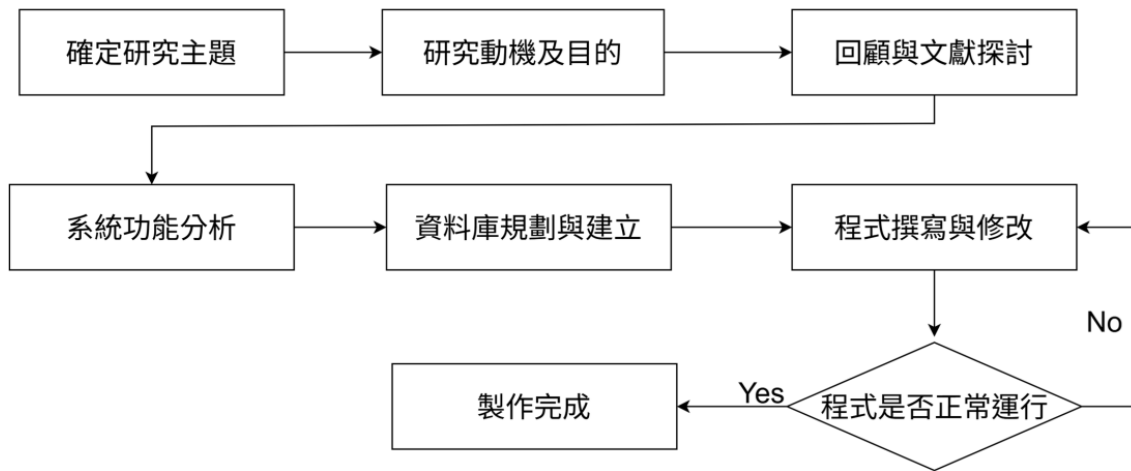 確定研究主題
研究動機及目的
回顧與文獻探討
系統功能分析
資料庫規劃與建立
程式撰寫與修改
No
Yes
製作完成
程式是否正常運行